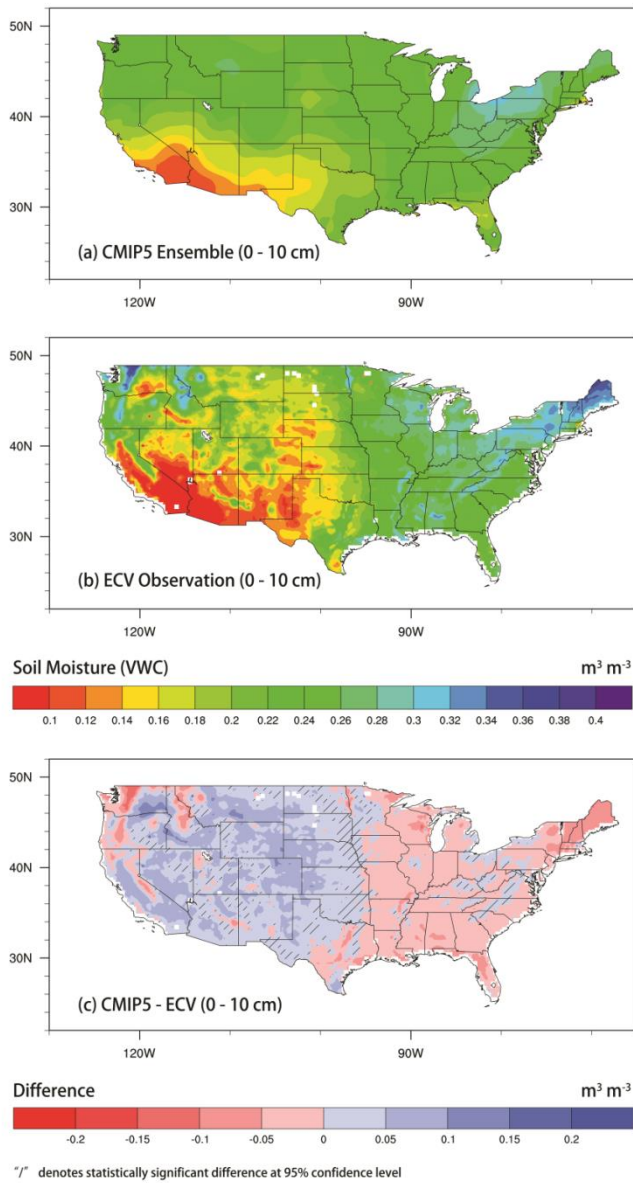 50N
40N
30N
(a) CMIP5 Ensemble (0 - 10 cm)
120W 90W
50N
40N
30N
(b) ECV Observation (0 - 10 cm)
120W 90W
Soil Moisture (VWC) m³ m⁻³
0.1 0.12 0.14 0.16 0.18 0.2 0.22 0.24 0.26 0.28 0.3 0.32 0.34 0.36 0.38 0.4
50N
40N
30N
(c) CMIP5 - ECV (0 - 10 cm)
120W 90W
Difference m³ m⁻³
-0.2 -0.15 -0.1 -0.05 0 0.05 0.1 0.15 0.2
"/" denotes statistically significant difference at 95% confidence level